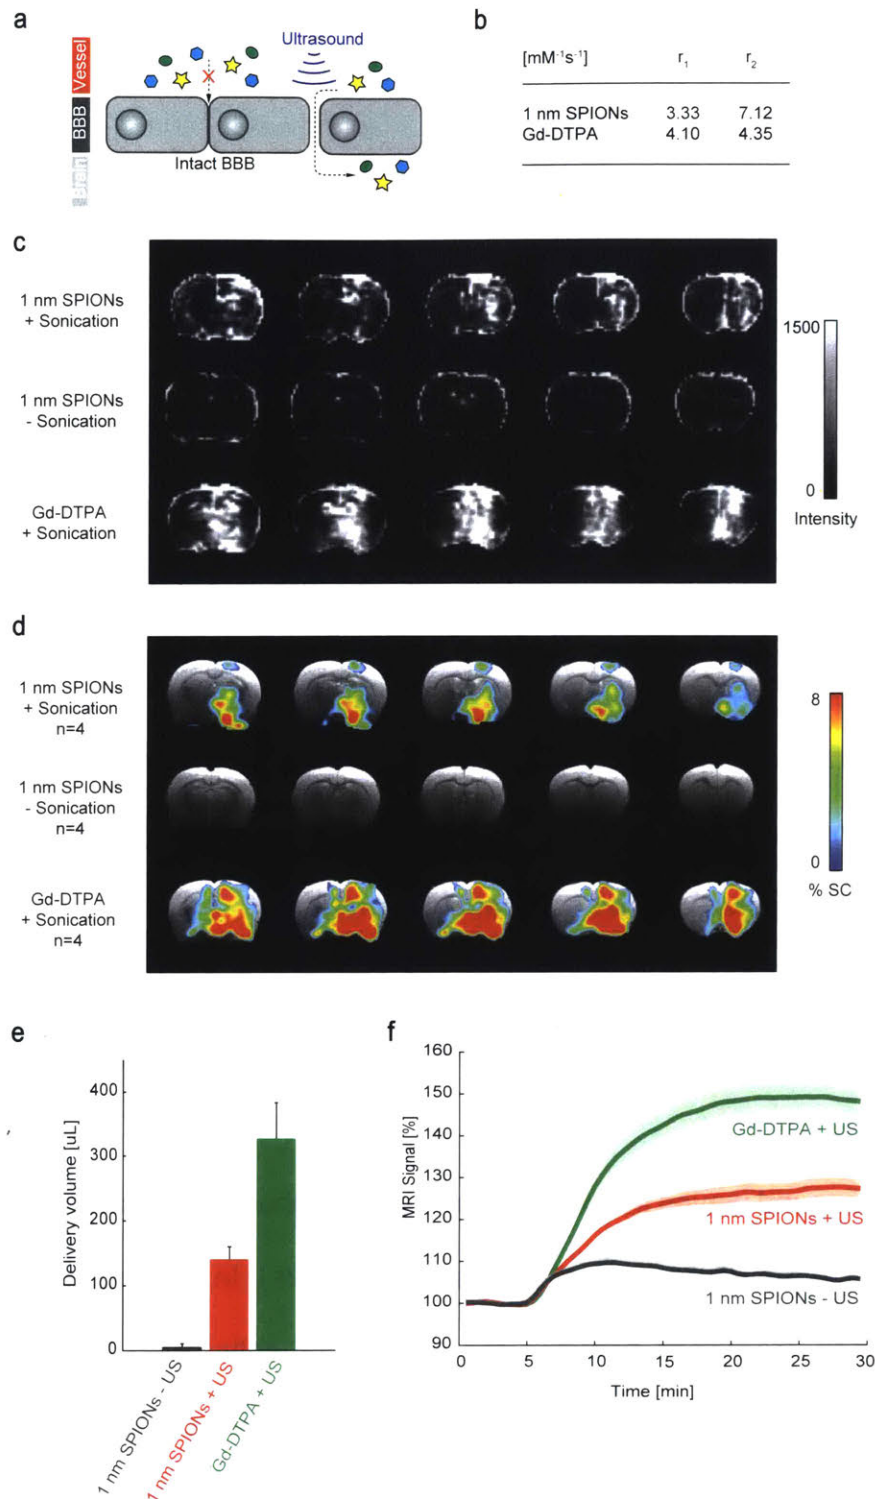 a
Vessel
BBB
Brain
Ultrasound
Intact BBB
b
[mM⁻¹s⁻¹] r₁ r₂
1 nm SPIONs 3.33 7.12
Gd-DTPA 4.10 4.35
c
1 nm SPIONs
+ Sonication
1 nm SPIONs
- Sonication
Gd-DTPA
+ Sonication
1500
0
Intensity
d
1 nm SPIONs
+ Sonication
n=4
1 nm SPIONs
- Sonication
n=4
Gd-DTPA
+ Sonication
n=4
8
0
% SC
e
Delivery volume [uL]
400
300
200
100
0
1 nm SPIONs - US
1 nm SPIONs + US
Gd-DTPA + US
f
MRI Signal [%]
160
150
140
130
120
110
100
90
Gd-DTPA + US
1 nm SPIONs + US
1 nm SPIONs - US
0 5 10 15 20 25 30
Time [min]